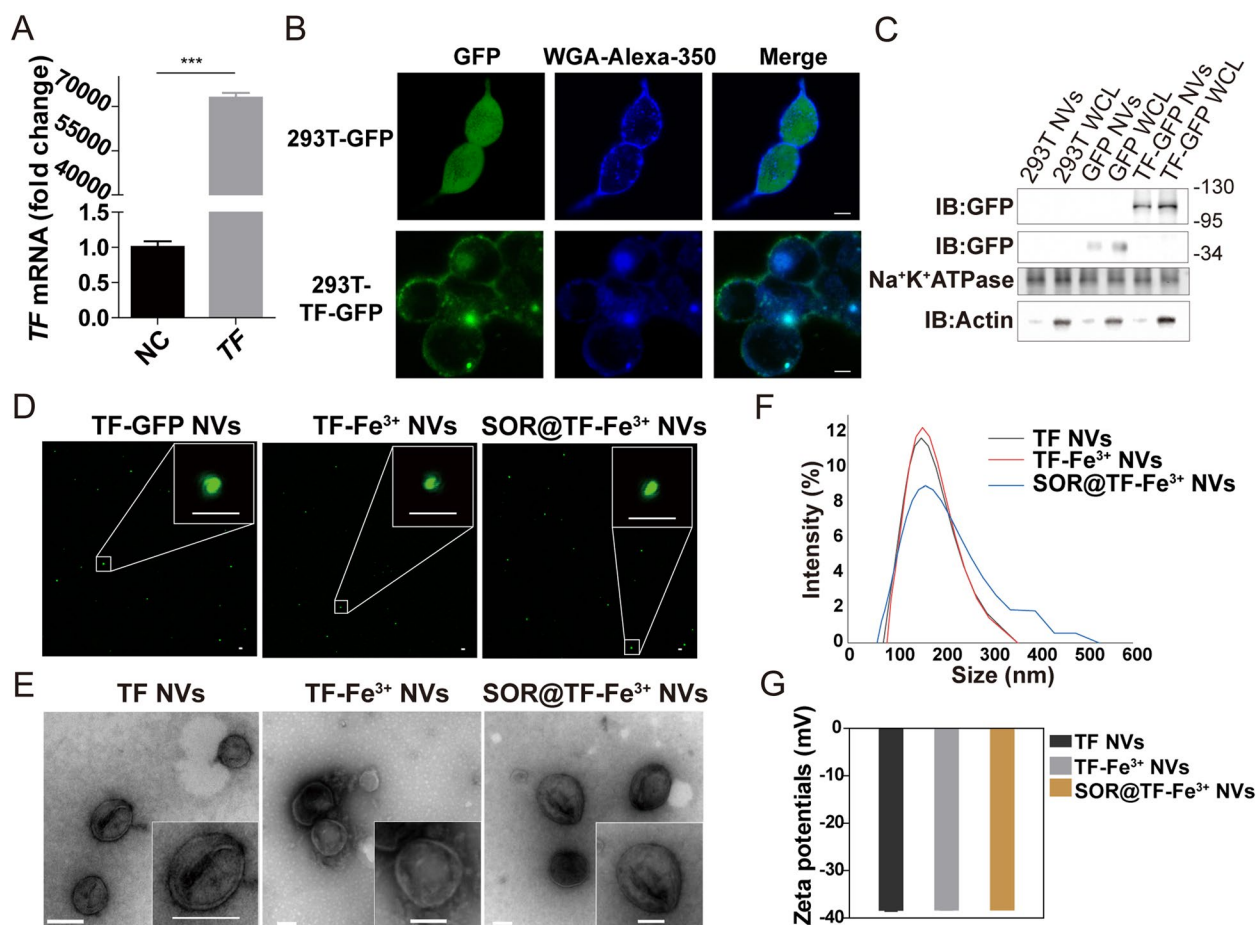 A
***
70000
55000
40000
1.5
1.0
0.5
0.0
TF mRNA (fold change)
NC
TF
B
GFP
WGA-Alexa-350
Merge
293T-GFP
293T-
TF-GFP
C
293T NVs
293T WCL
GFP NVs
GFP WCL
TF-GFP NVs
TF-GFP WCL
IB:GFP
-130
-95
IB:GFP
-34
Na⁺K⁺ATPase
IB:Actin
D
TF-GFP NVs
TF-Fe³⁺ NVs
SOR@TF-Fe³⁺ NVs
E
TF NVs
TF-Fe³⁺ NVs
SOR@TF-Fe³⁺ NVs
F
12
10
8
6
4
2
0
Intensity (%)
TF NVs
TF-Fe³⁺ NVs
SOR@TF-Fe³⁺ NVs
0 100 200 300 400 500 600
Size (nm)
G
0
-10
-20
-30
-40
Zeta potentials (mV)
TF NVs
TF-Fe³⁺ NVs
SOR@TF-Fe³⁺ NVs